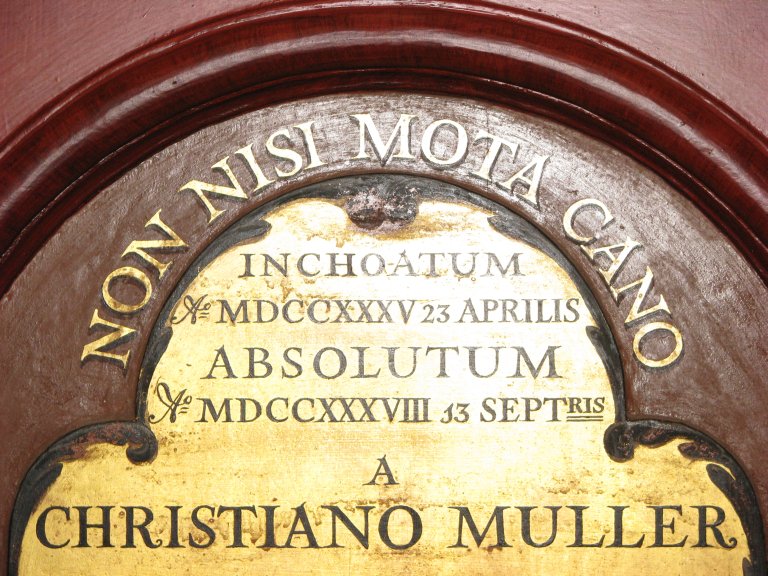 NON NISI MOTA CANO
INCHOATUM
Aº MDCCXXXV 23 APRILIS
ABSOLUTUM
Aº MDCCXXXVIII 13 SEPTRIS
A
CHRISTIANO MULLER